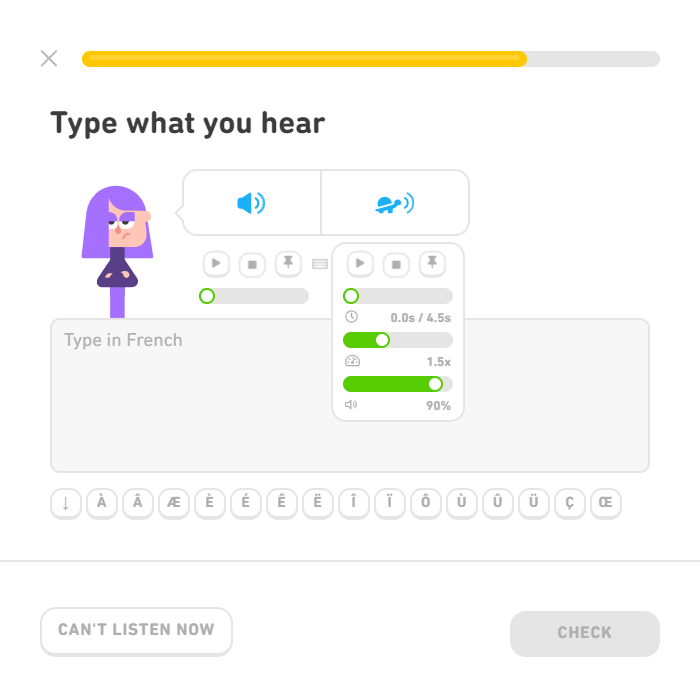 Type what you hear
0.0s / 4.5s
1.5x
90%
Type in French
↓ À Â Æ È É Ê Ë Î Ï Ô Ù Û Ü Ç Œ
CAN'T LISTEN NOW
CHECK